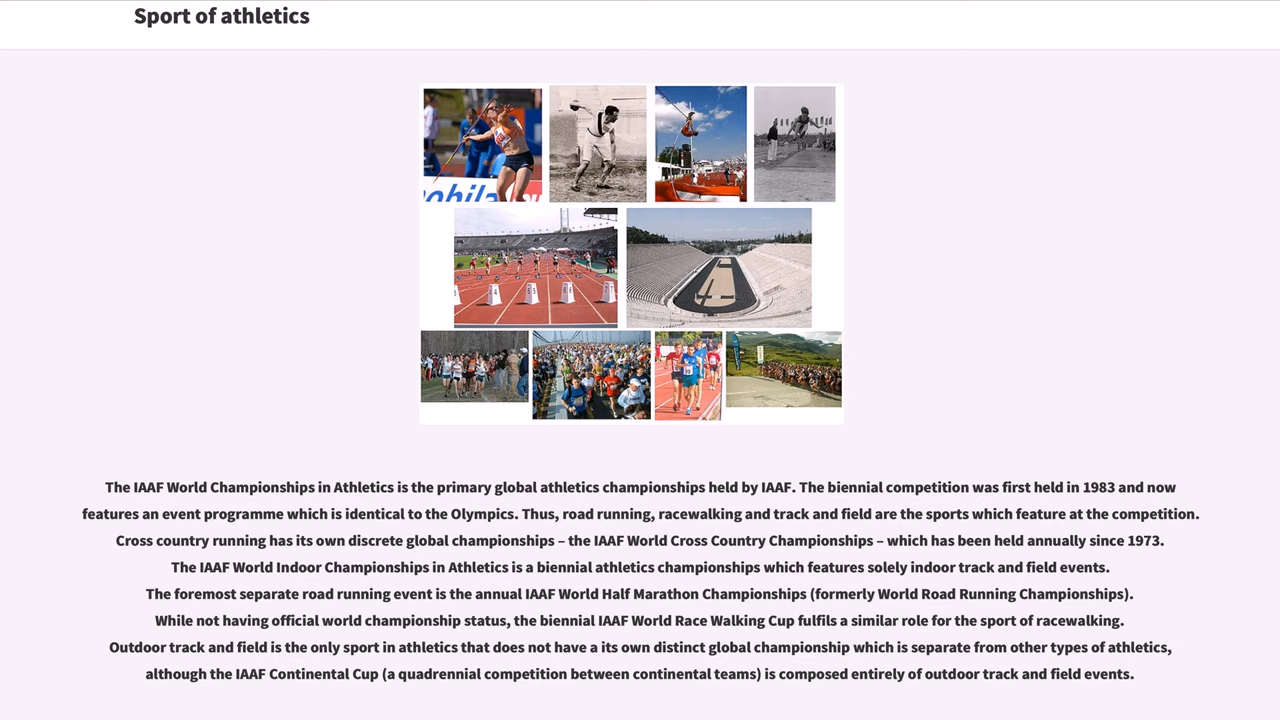 Sport of athletics
The IAAF World Championships in Athletics is the primary global athletics championships held by IAAF. The biennial competition was first held in 1983 and now
features an event programme which is identical to the Olympics. Thus, road running, racewalking and track and field are the sports which feature at the competition.
Cross country running has its own discrete global championships – the IAAF World Cross Country Championships – which has been held annually since 1973.
The IAAF World Indoor Championships in Athletics is a biennial athletics championships which features solely indoor track and field events.
The foremost separate road running event is the annual IAAF World Half Marathon Championships (formerly World Road Running Championships).
While not having official world championship status, the biennial IAAF World Race Walking Cup fulfils a similar role for the sport of racewalking.
Outdoor track and field is the only sport in athletics that does not have a its own distinct global championship which is separate from other types of athletics,
although the IAAF Continental Cup (a quadrennial competition between continental teams) is composed entirely of outdoor track and field events.